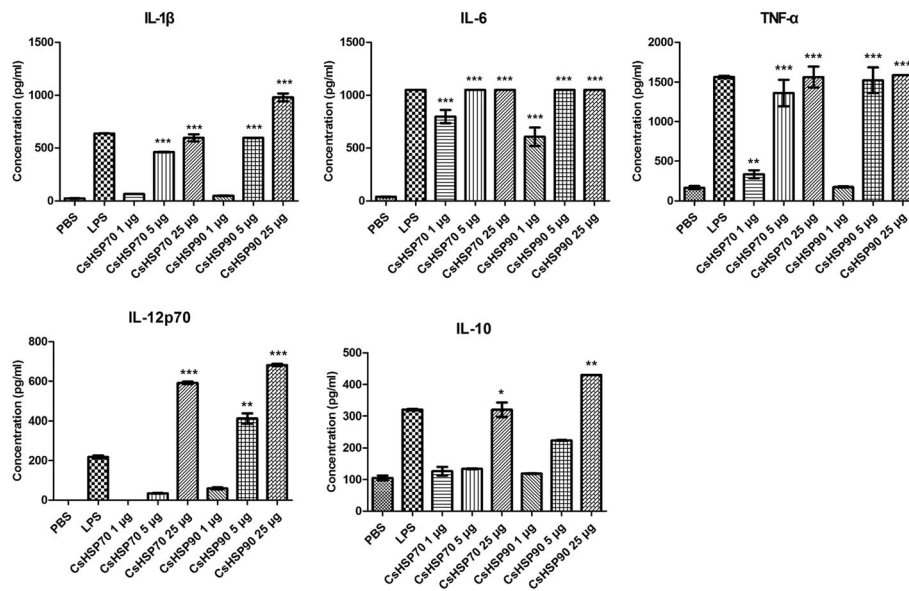 IL-1β
Concentration (pg/ml)
1500
1000
500
0
***
***
***
***
PBS
LPS
CsHSP70 1 µg
CsHSP70 5 µg
CsHSP70 25 µg
CsHSP90 1 µg
CsHSP90 5 µg
CsHSP90 25 µg
IL-6
Concentration (pg/ml)
1500
1000
500
0
***
***
***
***
***
***
PBS
LPS
CsHSP70 1 µg
CsHSP70 5 µg
CsHSP70 25 µg
CsHSP90 1 µg
CsHSP90 5 µg
CsHSP90 25 µg
TNF-α
Concentration (pg/ml)
2000
1500
1000
500
0
**
***
***
***
***
PBS
LPS
CsHSP70 1 µg
CsHSP70 5 µg
CsHSP70 25 µg
CsHSP90 1 µg
CsHSP90 5 µg
CsHSP90 25 µg
IL-12p70
Concentration (pg/ml)
800
600
400
200
0
***
**
***
PBS
LPS
CsHSP70 1 µg
CsHSP70 5 µg
CsHSP70 25 µg
CsHSP90 1 µg
CsHSP90 5 µg
CsHSP90 25 µg
IL-10
Concentration (pg/ml)
500
400
300
200
100
0
*
**
PBS
LPS
CsHSP70 1 µg
CsHSP70 5 µg
CsHSP70 25 µg
CsHSP90 1 µg
CsHSP90 5 µg
CsHSP90 25 µg